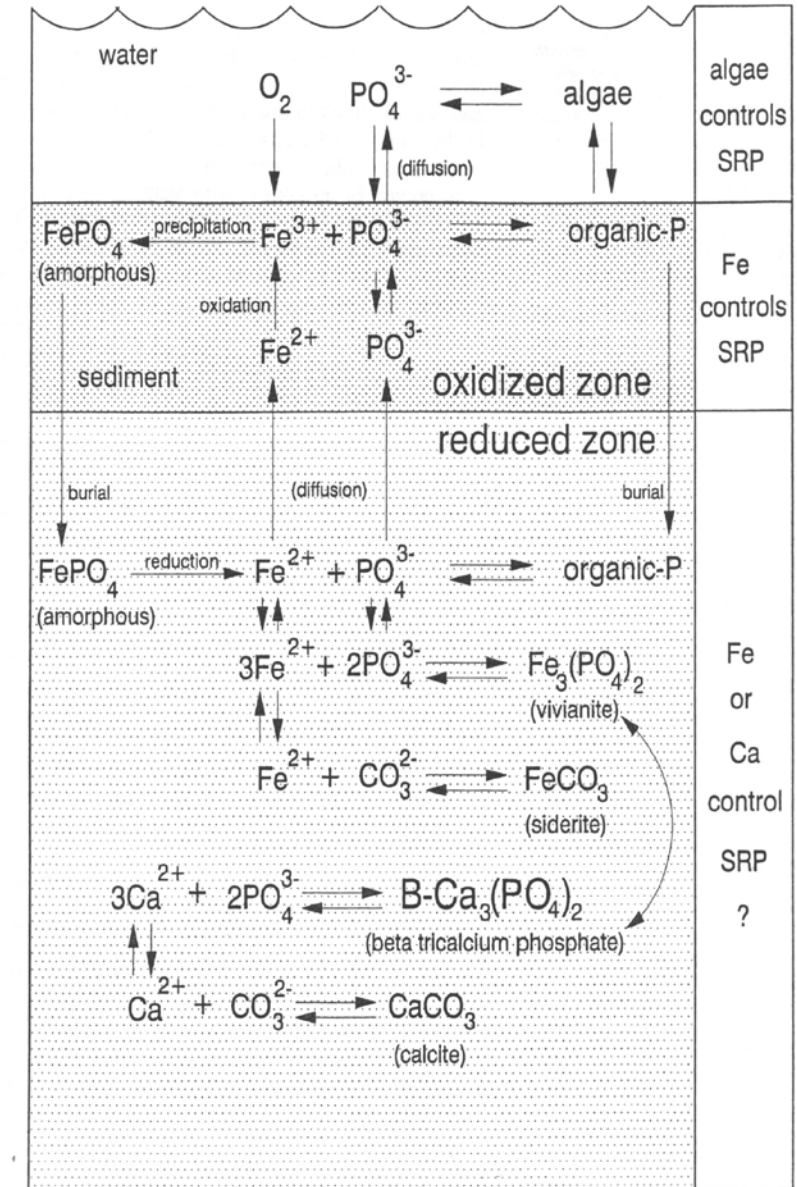 water
O₂ PO₄³⁻ ⇌ algae
(diffusion)
algae
controls
SRP
FePO₄ ← precipitation Fe³⁺ + PO₄³⁻ ⇌ organic-P
(amorphous)
oxidation
Fe²⁺ PO₄³⁻
sediment
oxidized zone
Fe
controls
SRP
reduced zone
burial (diffusion) burial
FePO₄ reduction → Fe²⁺ + PO₄³⁻ ⇌ organic-P
(amorphous)
3Fe²⁺ + 2PO₄³⁻ ⇌ Fe₃(PO₄)₂
(vivianite)
Fe²⁺ + CO₃²⁻ ⇌ FeCO₃
(siderite)
3Ca²⁺ + 2PO₄³⁻ ⇌ B-Ca₃(PO₄)₂
(beta tricalcium phosphate)
Ca²⁺ + CO₃²⁻ ⇌ CaCO₃
(calcite)
Fe
or
Ca
control
SRP
?